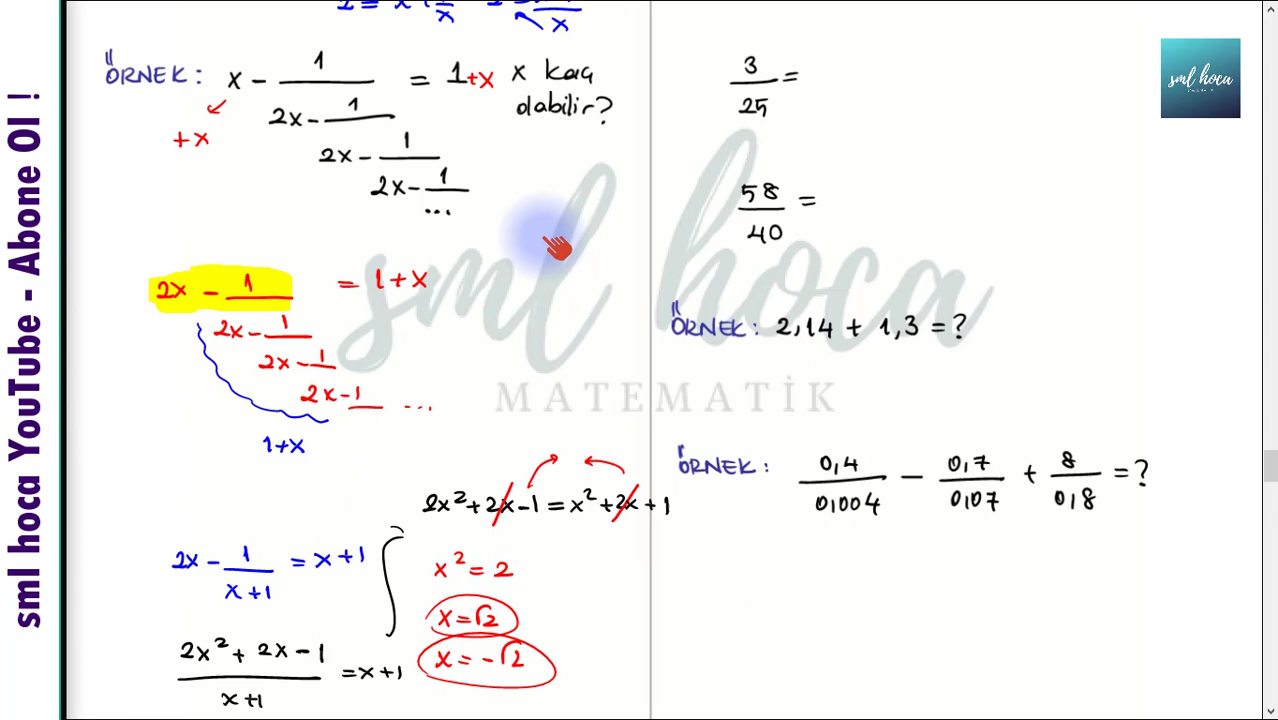 sml hoca YouTube - Abone Ol !
ÖRNEK: x - 1/(2x - 1/(2x - 1/(2x - 1/...))) = 1+x x kaç
olabilir?
+x
2x - 1/(2x - 1/(2x - 1/(2x - 1/...))) = 1+x
1+x
2x²+2x-1=x²+2x+1
2x - 1/(x+1) = x+1
x² = 2
x=√2
x=-√2
(2x²+2x-1)/(x+1) = x+1
sml hoca
3/25 =
58/40 =
sml hoca
MATEMATİK
ÖRNEK: 2,14 + 1,3 = ?
ÖRNEK: 0,4/0,004 - 0,7/0,07 + 8/0,8 = ?